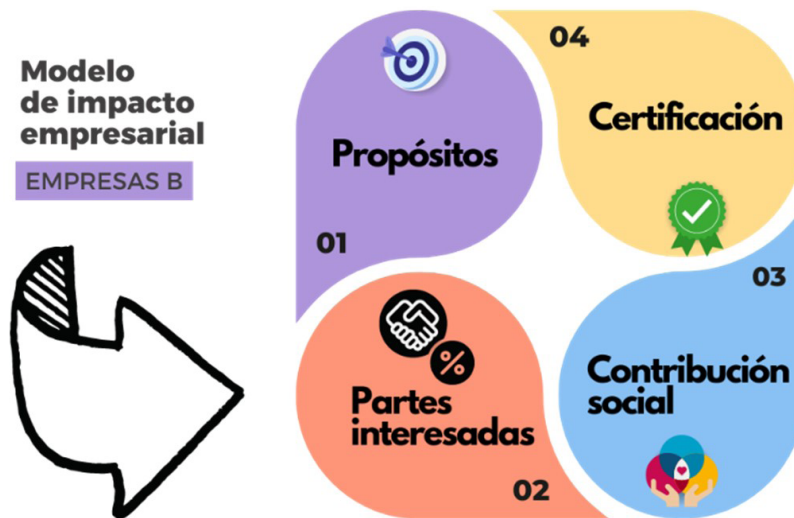 Modelo
de impacto
empresarial
EMPRESAS B
Propósitos
01
Partes
interesadas
02
%
03
Contribución
social
04
Certificación